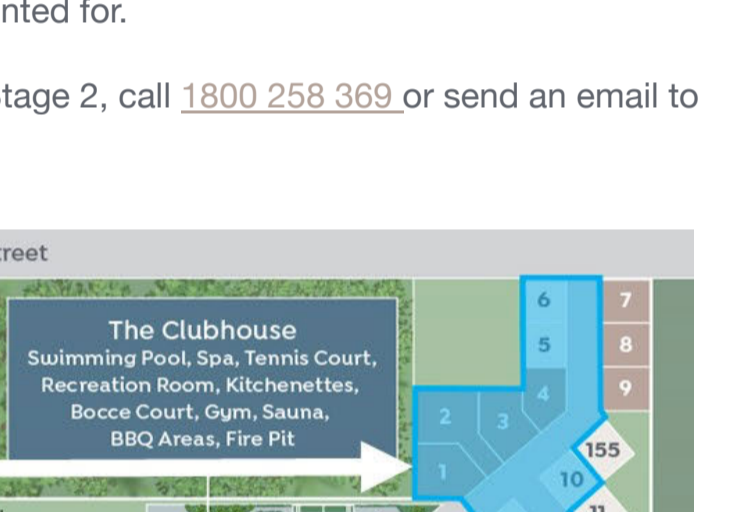 nted for.
tage 2, call 1800 258 369 or send an email to
reet
The Clubhouse
Swimming Pool, Spa, Tennis Court,
Recreation Room, Kitchenettes,
Bocce Court, Gym, Sauna,
BBQ Areas, Fire Pit
6 7
5 8
4 9
2 3
155
1
10
11